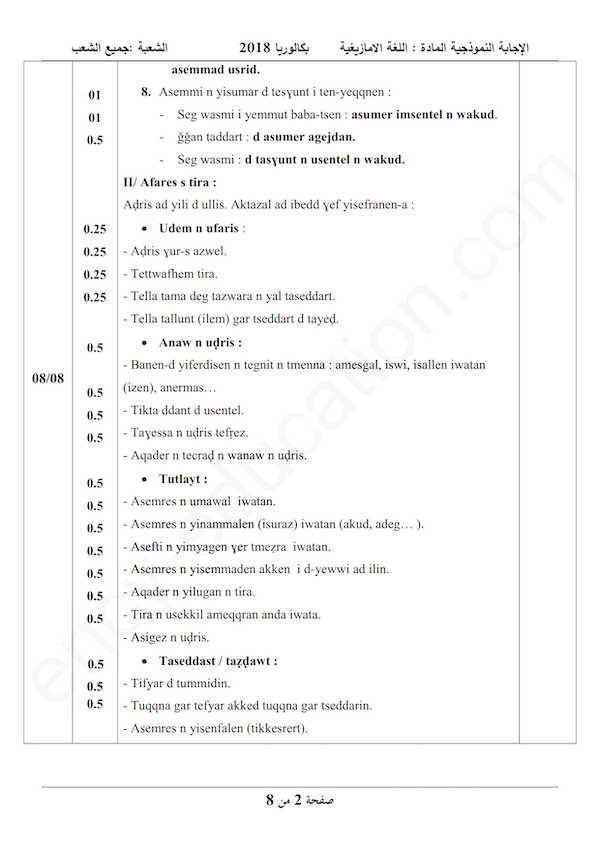 الإجابة النموذجية المادة : اللغة الامازيغية بكالوريا 2018 الشعبة :جميع الشعب
asemmad usrid.
01 8. Asemmi n yisumar d tesɣunt i ten-yeqqnen :
01 - Seg wasmi i yemmut baba-tsen : asumer imsentel n wakud.
0.5 - ǧǧan taddart : d asumer agejdan.
- Seg wasmi : d tasɣunt n usentel n wakud.
II/ Afares s tira :
Aḍris ad yili d ullis. Aktazal ad ibedd ɣef yisefranen-a :
0.25 • Udem n ufaris :
0.25 - Aḍris ɣur-s azwel.
0.25 - Tettwafhem tira.
0.25 - Tella tama deg tazwara n yal taseddart.
- Tella tallunt (ilem) gar tseddart d tayeḍ.
0.5 • Anaw n uḍris :
- Banen-d yiferdisen n tegnit n tmenna : amesgal, iswi, isallen iwatan
08/08
0.5 (izen), anermas…
0.5 - Tikta ddant d usentel.
0.5 - Taɣessa n uḍris tefṛez.
- Aqader n tecraḍ n wanaw n uḍris.
0.5 • Tutlayt :
0.5 - Asemres n umawal iwatan.
0.5 - Asemres n yinammalen (isuraz) iwatan (akud, adeg… ).
0.5 - Asefti n yimyagen ɣer tmeẓra iwatan.
0.5 - Asemres n yisemmaden akken i d-yewwi ad ilin.
0.5 - Aqader n yilugan n tira.
0.5 - Tira n usekkil ameqqran anda iwata.
- Asigez n uḍris.
0.5 • Taseddast / taẓḍawt :
0.5 - Tifyar d tummidin.
0.5 - Tuqqna gar tefyar akked tuqqna gar tseddarin.
- Asemres n yisenfalen (tikkesrert).
صفحة 2 من 8
ency-education.com